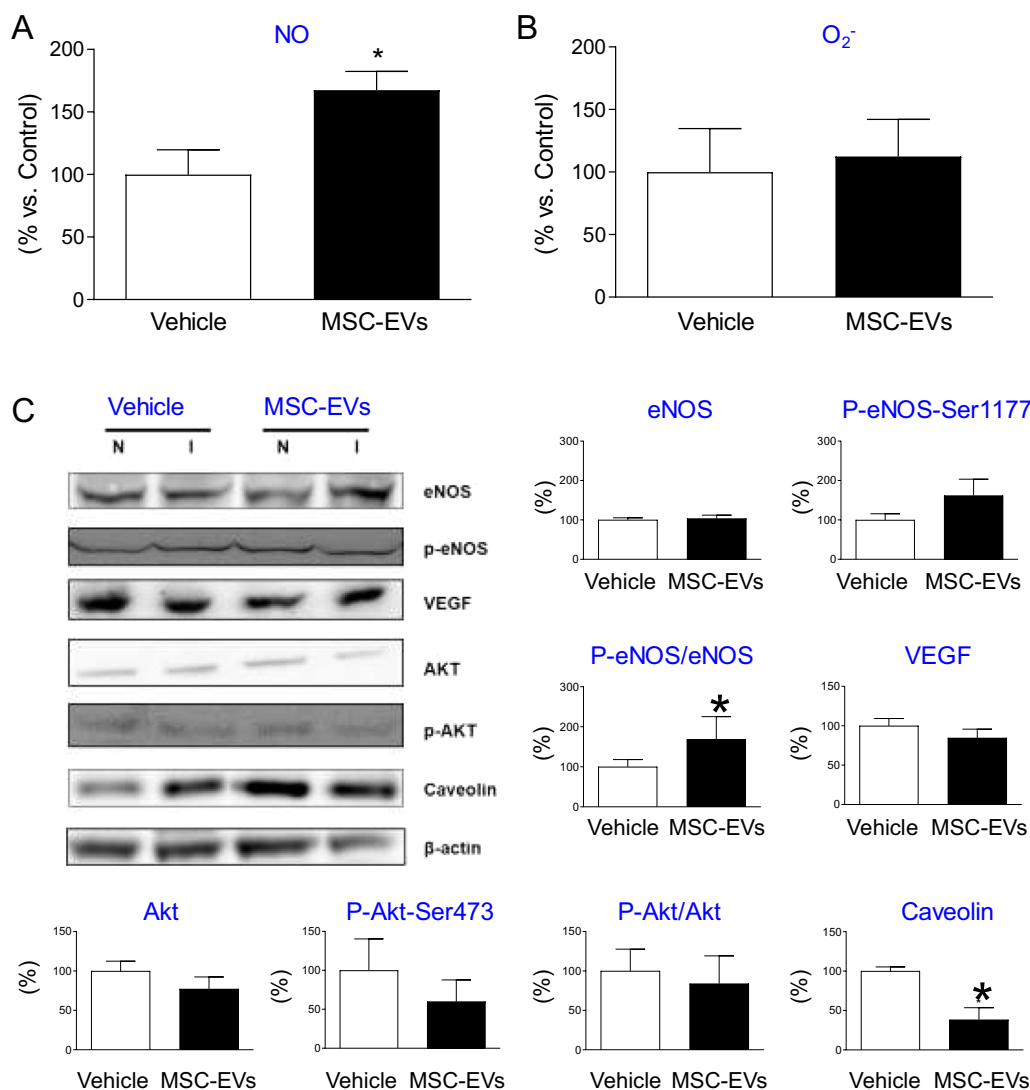 A
NO
(% vs. Control)
200
150
100
50
0
*
Vehicle
MSC-EVs
B
O₂⁻
(% vs. Control)
200
150
100
50
0
Vehicle
MSC-EVs
C
Vehicle
MSC-EVs
N
I
N
I
eNOS
p-eNOS
VEGF
AKT
p-AKT
Caveolin
β-actin
eNOS
(%)
300
200
100
0
Vehicle
MSC-EVs
P-eNOS-Ser1177
(%)
300
200
100
0
Vehicle
MSC-EVs
P-eNOS/eNOS
(%)
300
200
100
0
*
Vehicle
MSC-EVs
VEGF
(%)
150
100
50
0
Vehicle
MSC-EVs
Akt
(%)
150
100
50
0
Vehicle
MSC-EVs
P-Akt-Ser473
(%)
150
100
50
0
Vehicle
MSC-EVs
P-Akt/Akt
(%)
150
100
50
0
Vehicle
MSC-EVs
Caveolin
(%)
150
100
50
0
*
*
Vehicle
MSC-EVs